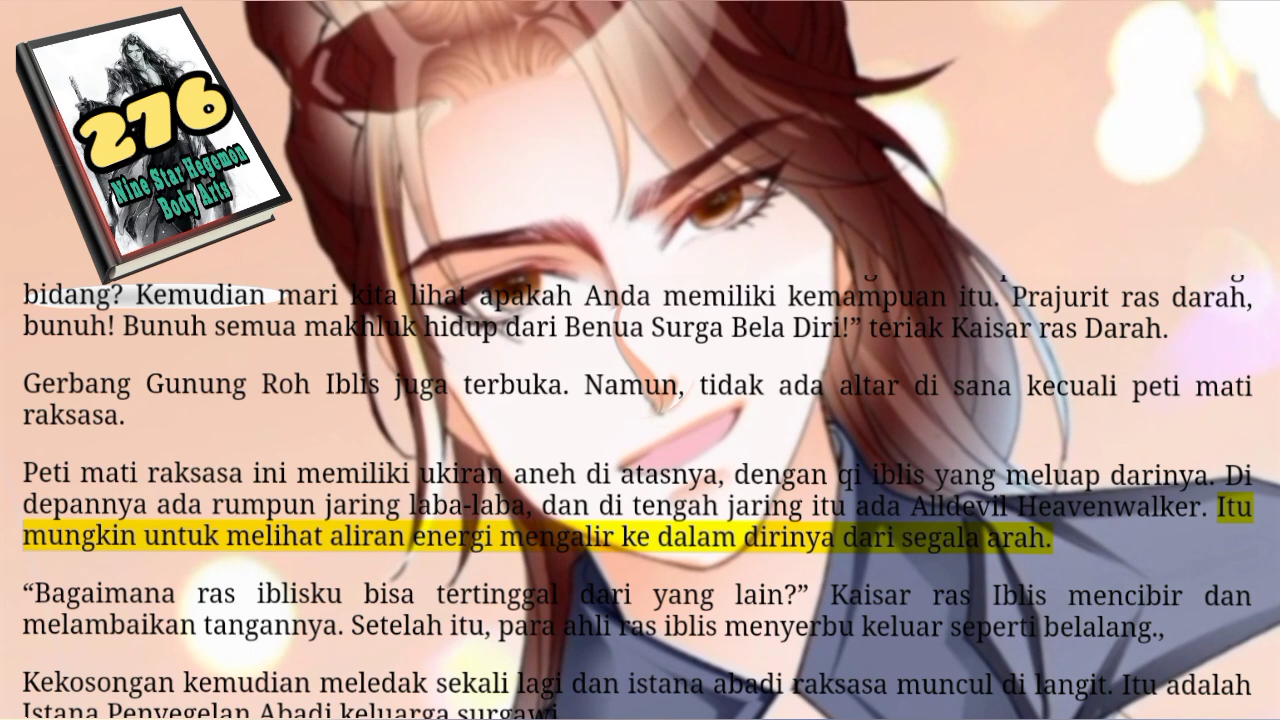 276
Nine Star Hegemon
Body Arts
bidang? Kemudian mari kita lihat apakah Anda memiliki kemampuan itu. Prajurit ras darah,
bunuh! Bunuh semua makhluk hidup dari Benua Surga Bela Diri!” teriak Kaisar ras Darah.
Gerbang Gunung Roh Iblis juga terbuka. Namun, tidak ada altar di sana kecuali peti mati
raksasa.
Peti mati raksasa ini memiliki ukiran aneh di atasnya, dengan qi iblis yang meluap darinya. Di
depannya ada rumpun jaring laba-laba, dan di tengah jaring itu ada Alldevil Heavenwalker. Itu
mungkin untuk melihat aliran energi mengalir ke dalam dirinya dari segala arah.
“Bagaimana ras iblisku bisa tertinggal dari yang lain?” Kaisar ras Iblis mencibir dan
melambaikan tangannya. Setelah itu, para ahli ras iblis menyerbu keluar seperti belalang.,
Kekosongan kemudian meledak sekali lagi dan istana abadi raksasa muncul di langit. Itu adalah
Istana Penyegelan Abadi keluarga surgawi